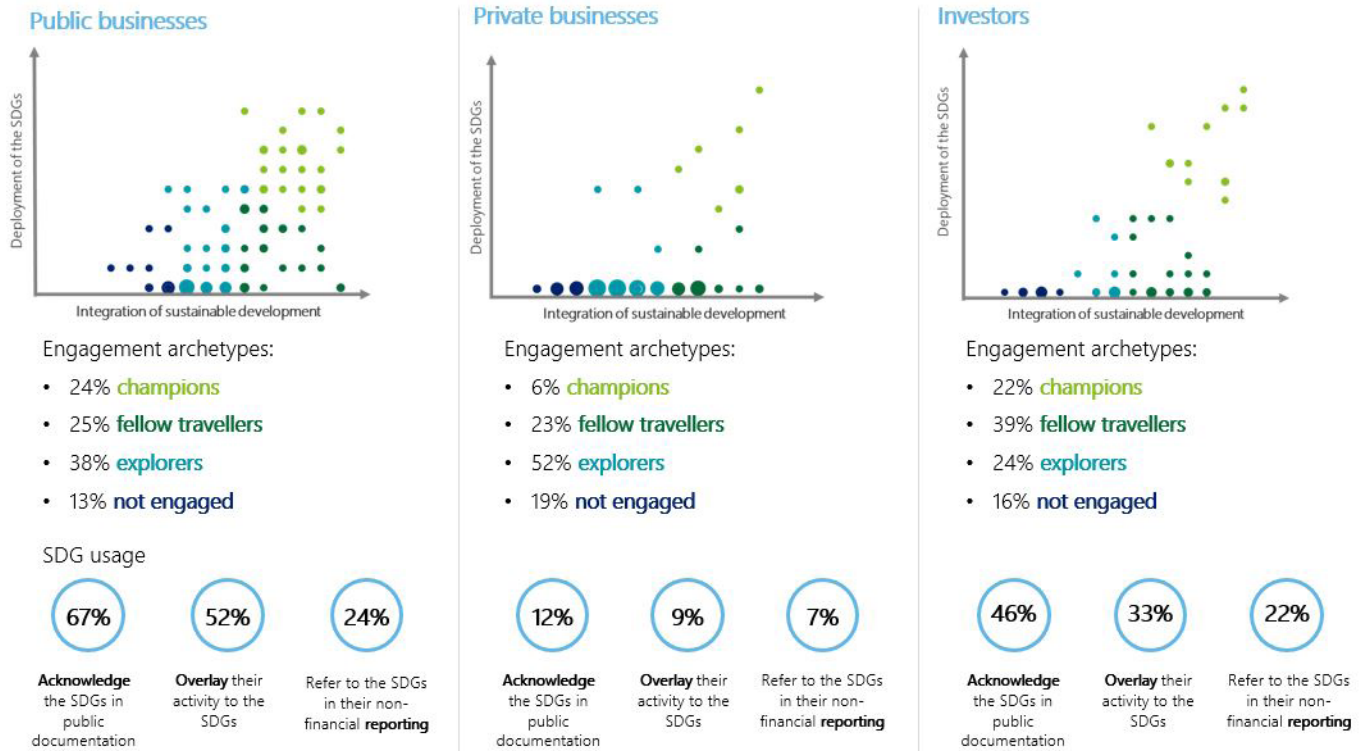 Public businesses
Deployment of the SDGs
Integration of sustainable development
Engagement archetypes:
• 24% champions
• 25% fellow travellers
• 38% explorers
• 13% not engaged
SDG usage
67%
52%
24%
Acknowledge
the SDGs in
public
documentation
Overlay their
activity to the
SDGs
Refer to the SDGs
in their non-
financial reporting
Private businesses
Deployment of the SDGs
Integration of sustainable development
Engagement archetypes:
• 6% champions
• 23% fellow travellers
• 52% explorers
• 19% not engaged
12%
9%
7%
Acknowledge
the SDGs in
public
documentation
Overlay their
activity to the
SDGs
Refer to the SDGs
in their non-
financial reporting
Investors
Deployment of the SDGs
Integration of sustainable development
Engagement archetypes:
• 22% champions
• 39% fellow travellers
• 24% explorers
• 16% not engaged
46%
33%
22%
Acknowledge
the SDGs in
public
documentation
Overlay their
activity to the
SDGs
Refer to the SDGs
in their non-
financial reporting